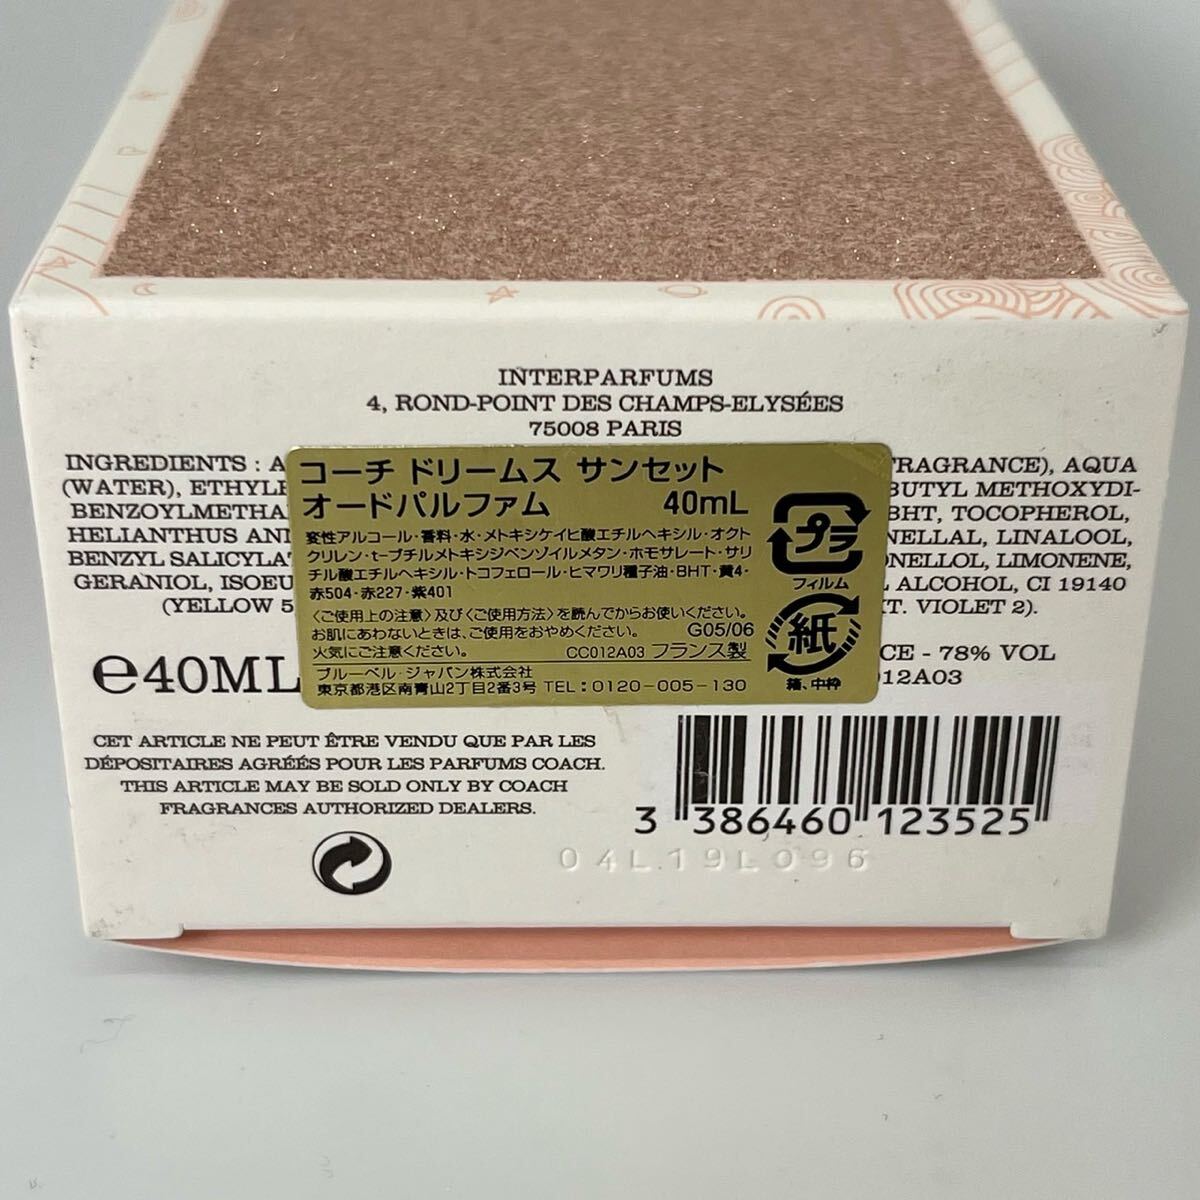 INTERPARFUMS
4, ROND-POINT DES CHAMPS-ELYSÉES
75008 PARIS
INGREDIENTS : FRAGRANCE), AQUA
(WATER), BUTYL METHOXYDI-
BENZOYLMETHA BHT, TOCOPHEROL,
HELIANTHUS LINALOOL,
BENZYL LIMONENE,
GERANIOL, ALCOHOL, CI 19140
(YELLOW 5 VIOLET 2).
コーチ ドリームス サンセット
オードパルファム 40mL
変性アルコール・香料・水・メトキシケイヒ酸エチルヘキシル・オクト
クリレン・t-ブチルメトキシジベンゾイルメタン・ホモサレート・サリ
チル酸エチルヘキシル・トコフェロール・ヒマワリ種子油・BHT・黄4・
赤504・赤227・紫401
〈ご使用上の注意〉及び〈ご使用方法〉を読んでからお使いください。
お肌にあわないときは、ご使用をおやめください。 G05/06
火気にご注意ください。 CC012A03 フランス製
ブルーベル・ジャパン株式会社
東京都港区南青山2丁目2番3号 TEL:0120-005-130
プラ
フィルム
紙
箱、中枠
℮40ML
- 78% VOL
012A03
CET ARTICLE NE PEUT ÊTRE VENDU QUE PAR LES
DÉPOSITAIRES AGRÉÉS POUR LES PARFUMS COACH.
THIS ARTICLE MAY BE SOLD ONLY BY COACH
FRAGRANCES AUTHORIZED DEALERS.
3 386460 123525
04L19L096